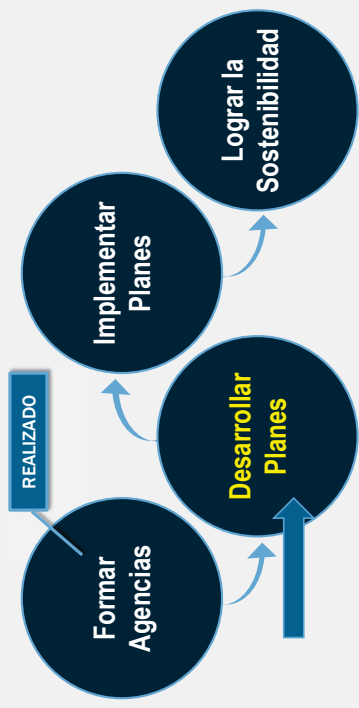 REALIZADO
Formar
Agencias
Desarrollar
Planes
Implementar
Planes
Lograr la
Sostenibilidad